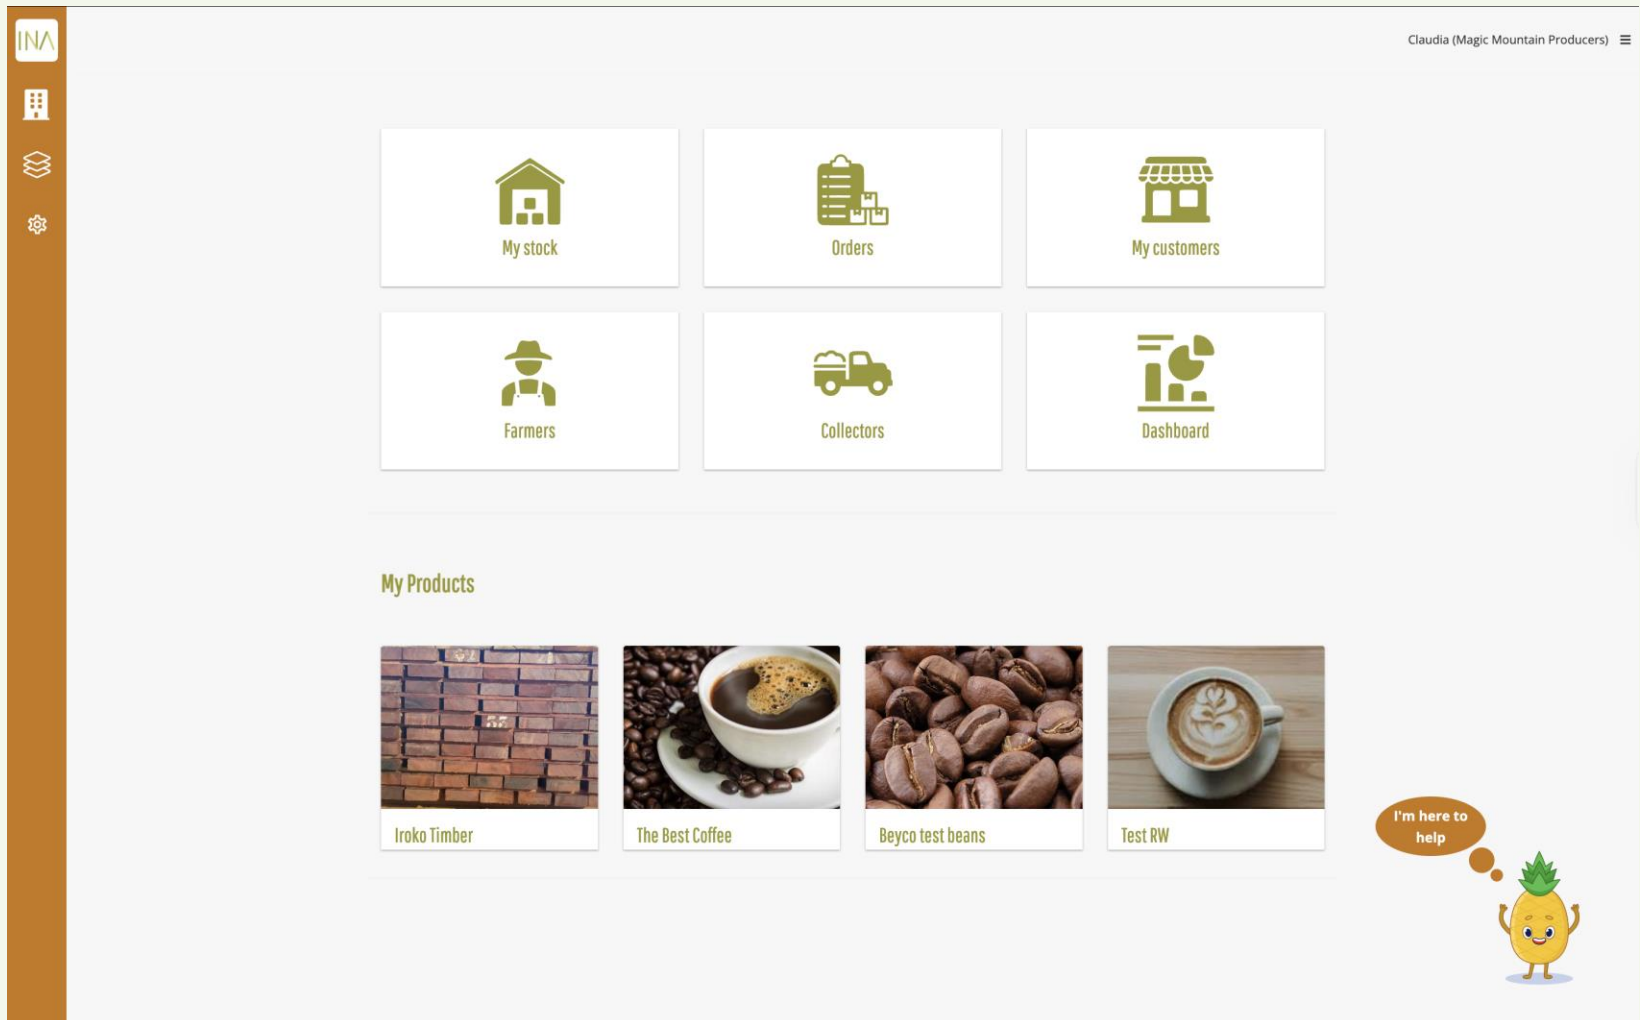 INA
Claudia (Magic Mountain Producers)
My stock
Orders
My customers
Farmers
Collectors
Dashboard
My Products
Iroko Timber
The Best Coffee
Beyco test beans
Test RW
I'm here to
help